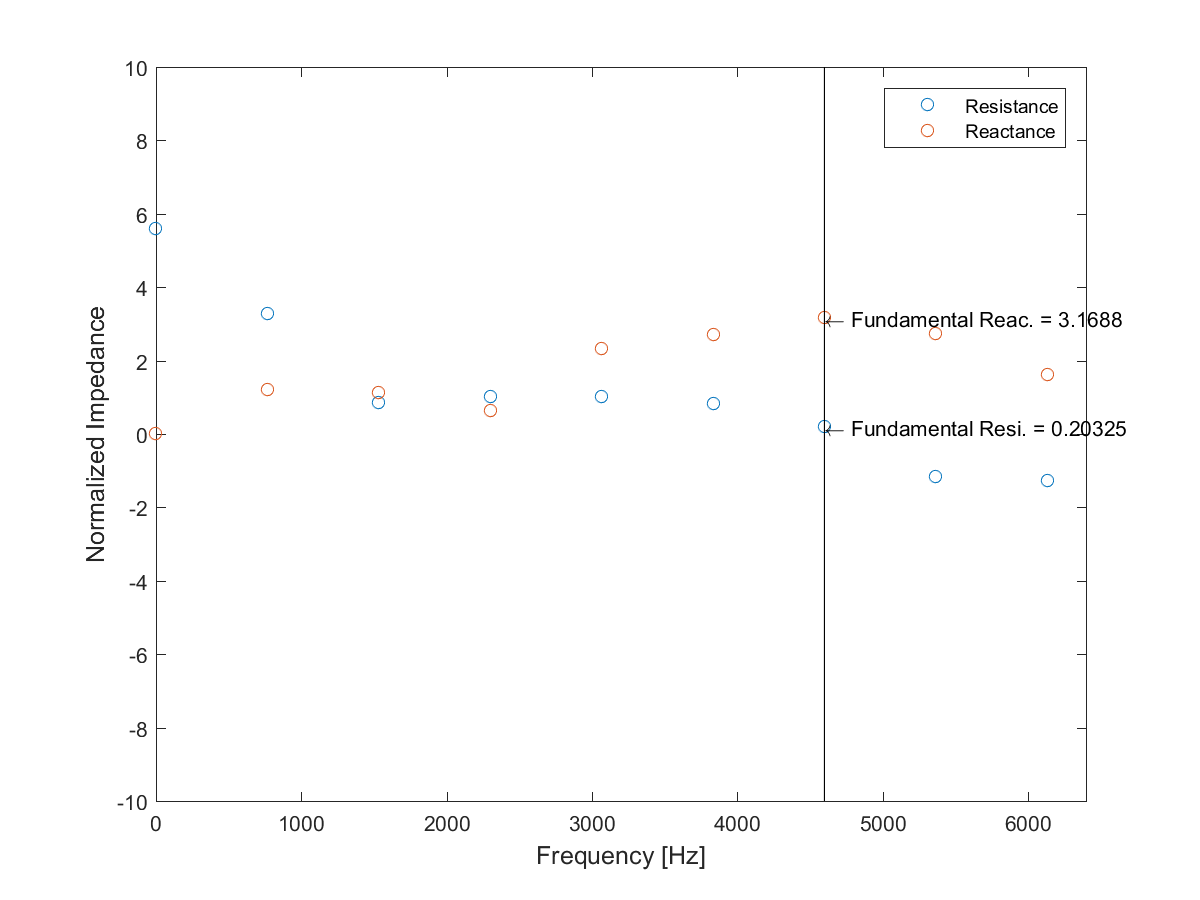 10
8
6
4
2
0
-2
-4
-6
-8
-10
Normalized Impedance
Resistance
Reactance
Fundamental Reac. = 3.1688
Fundamental Resi. = 0.20325
0 1000 2000 3000 4000 5000 6000
Frequency [Hz]